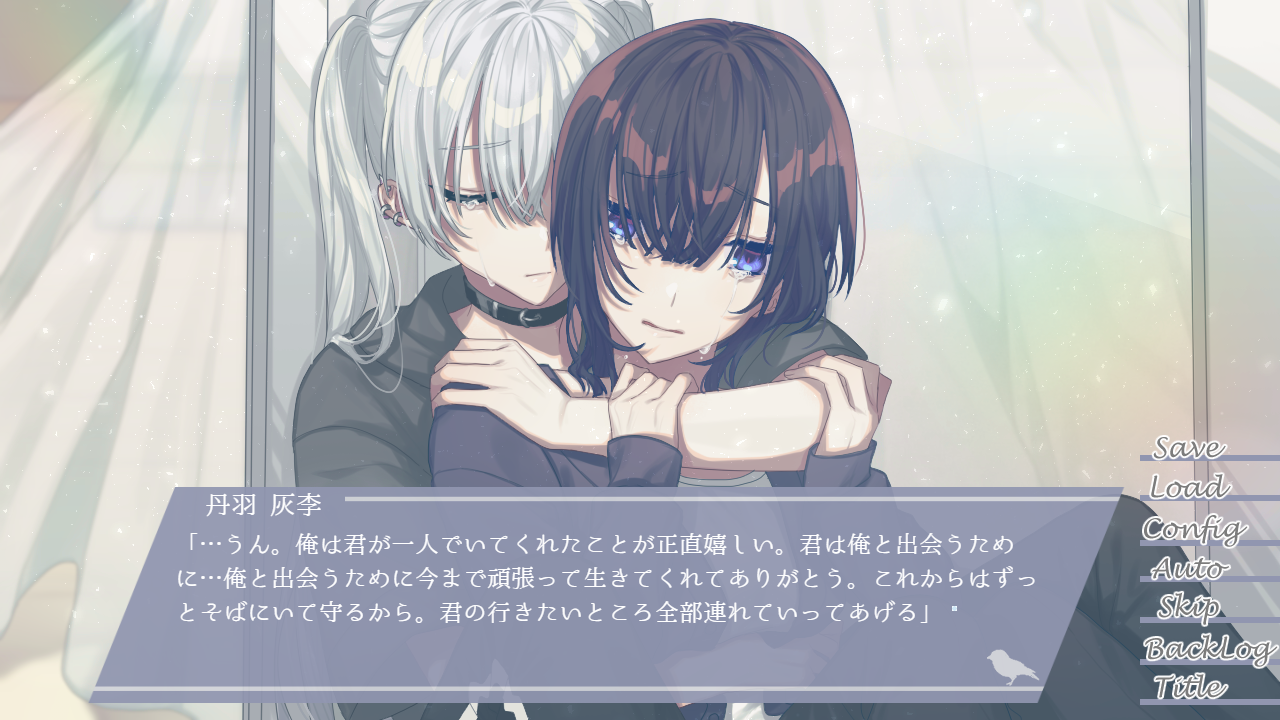 丹羽 灰李
「…うん。俺は君が一人でいてくれたことが正直嬉しい。君は俺と出会うため
に…俺と出会うために今まで頑張って生きてくれてありがとう。これからはずっ
とそばにいて守るから。君の行きたいところ全部連れていってあげる」
Save
Load
Config
Auto
Skip
BackLog
Title